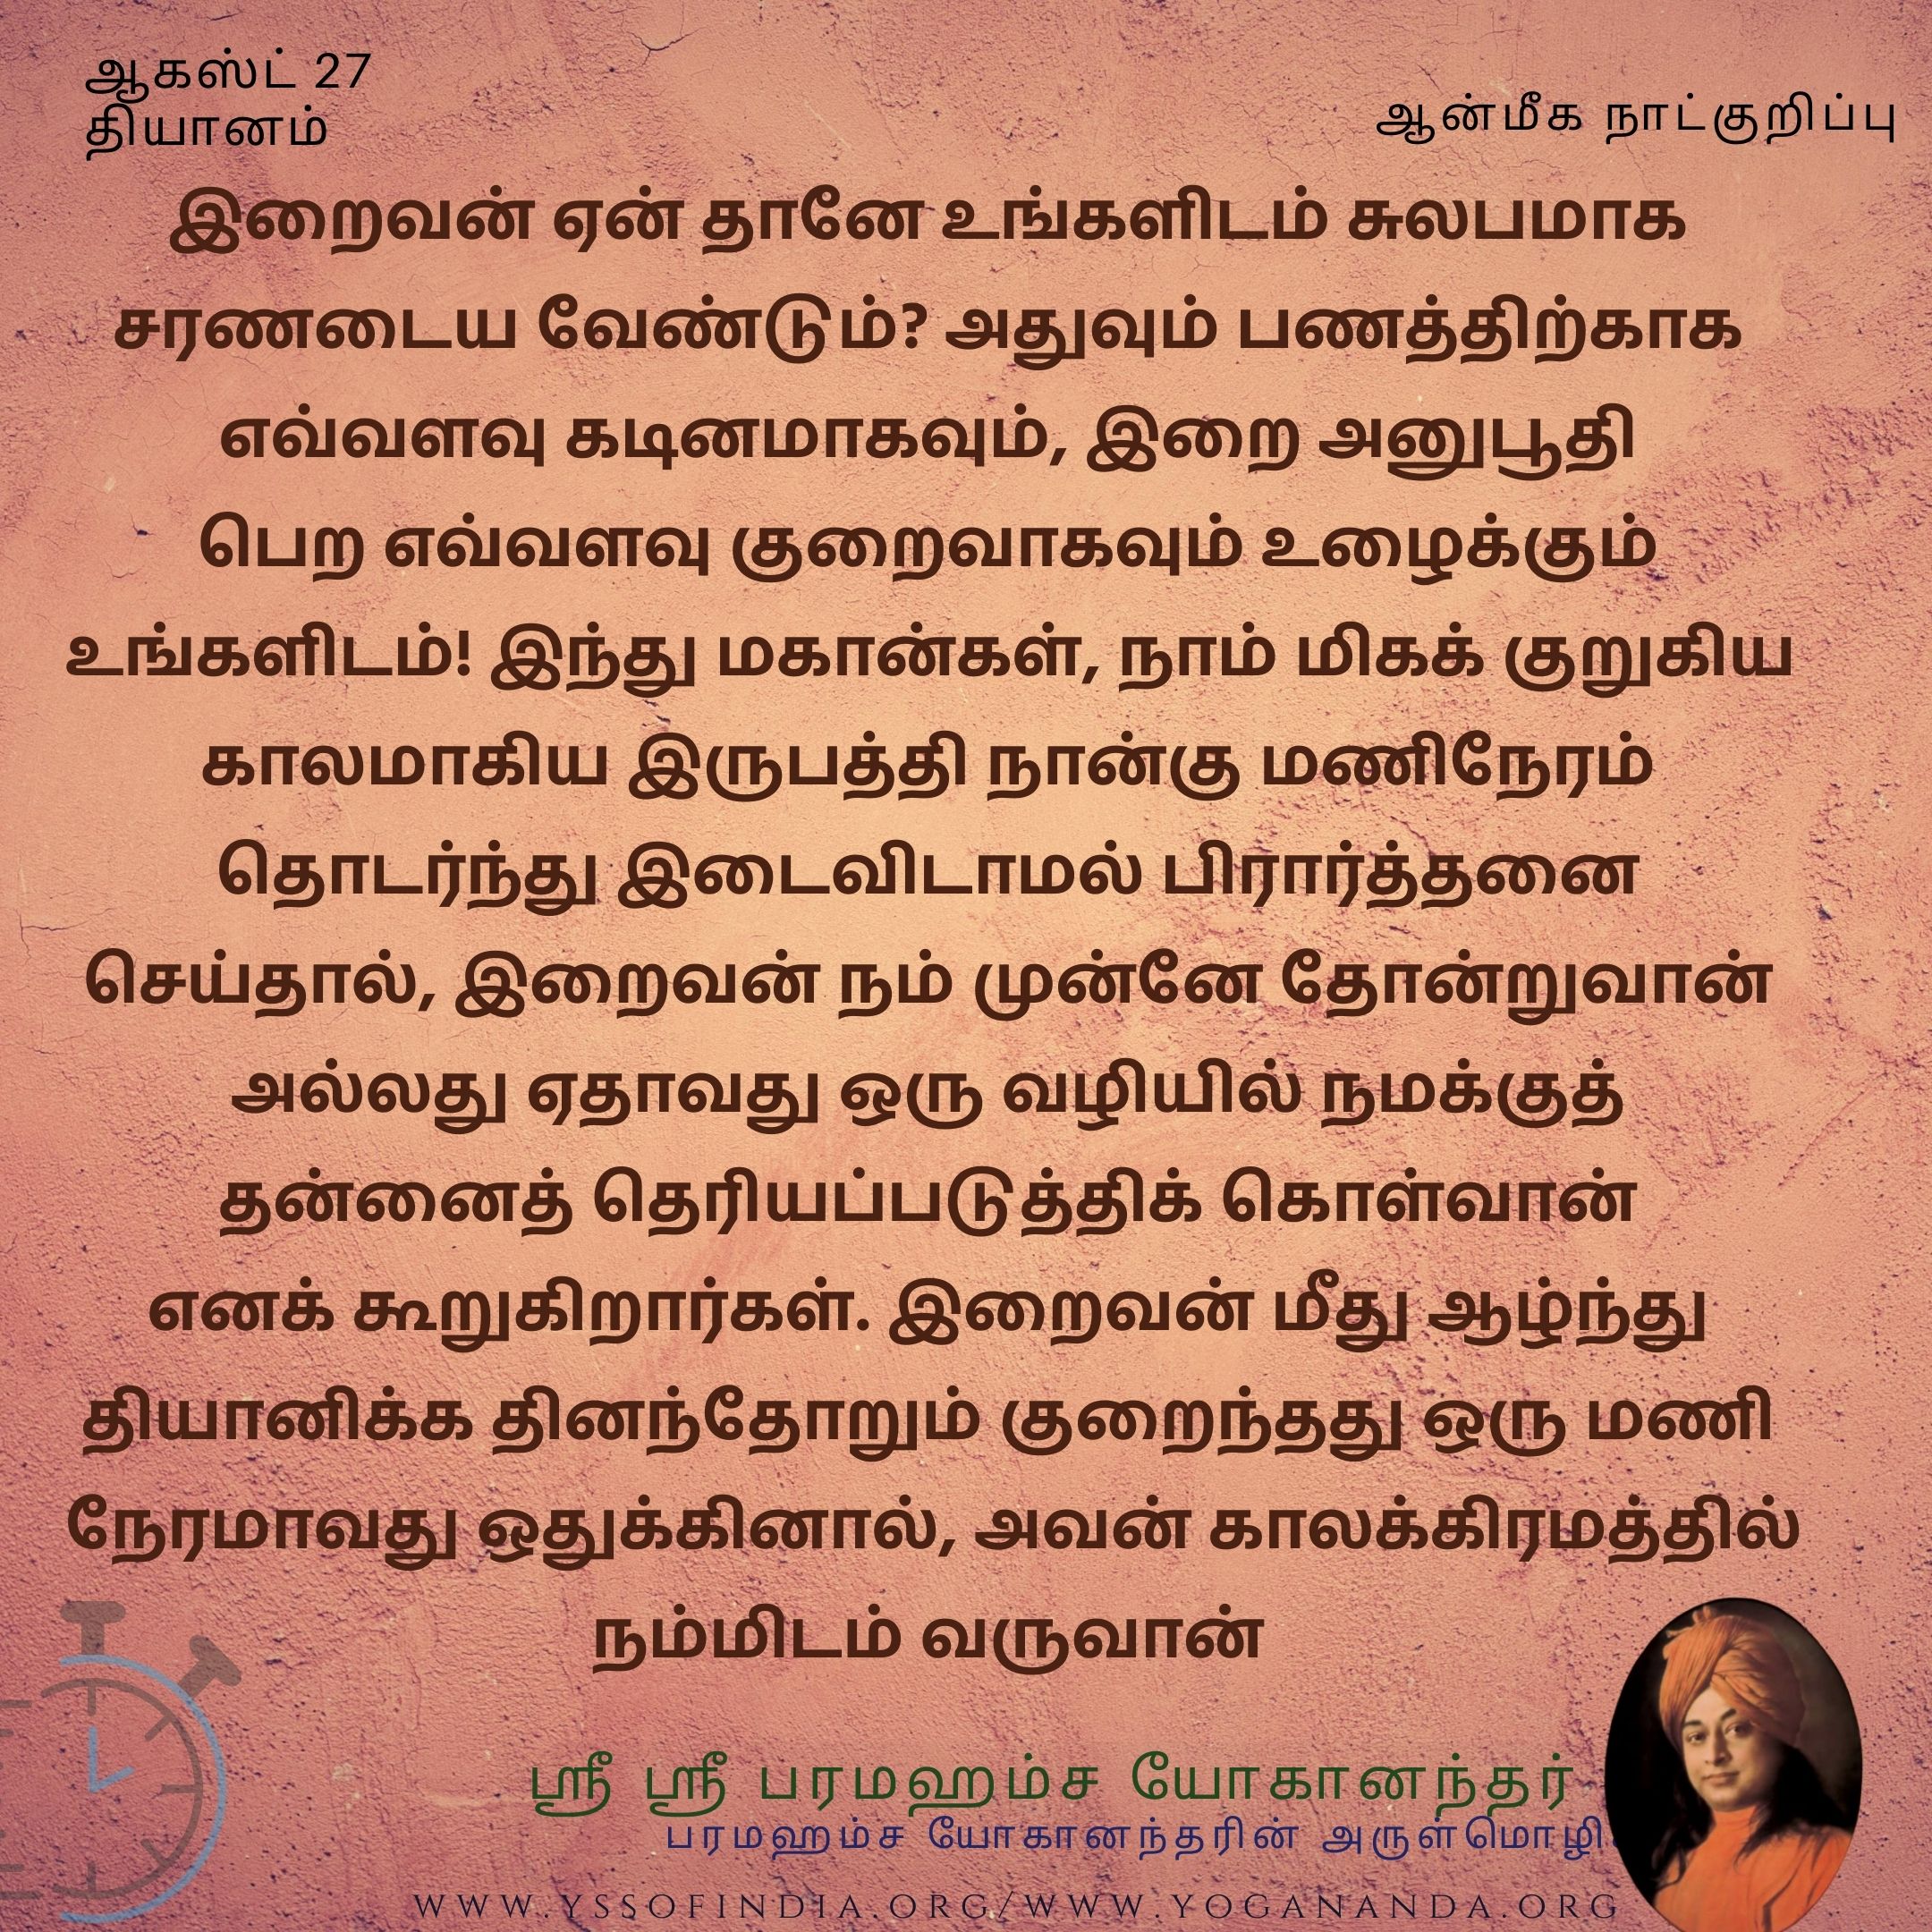 ஆகஸ்ட் 27
தியானம்
ஆன்மீக நாட்குறிப்பு
இறைவன் ஏன் தானே உங்களிடம் சுலபமாக
சரணடைய வேண்டும்? அதுவும் பணத்திற்காக
எவ்வளவு கடினமாகவும், இறை அனுபூதி
பெற எவ்வளவு குறைவாகவும் உழைக்கும்
உங்களிடம்! இந்து மகான்கள், நாம் மிகக் குறுகிய
காலமாகிய இருபத்தி நான்கு மணிநேரம்
தொடர்ந்து இடைவிடாமல் பிரார்த்தனை
செய்தால், இறைவன் நம் முன்னே தோன்றுவான்
அல்லது ஏதாவது ஒரு வழியில் நமக்குத்
தன்னைத் தெரியப்படுத்திக் கொள்வான்
எனக் கூறுகிறார்கள். இறைவன் மீது ஆழ்ந்து
தியானிக்க தினந்தோறும் குறைந்தது ஒரு மணி
நேரமாவது ஒதுக்கினால், அவன் காலக்கிரமத்தில்
நம்மிடம் வருவான்
ஸ்ரீ ஸ்ரீ பரமஹம்ச யோகானந்தர்
பரமஹம்ச யோகானந்தரின்
WWW.YSSOFINDIA.ORG/WWW.YOGANANDA.ORG